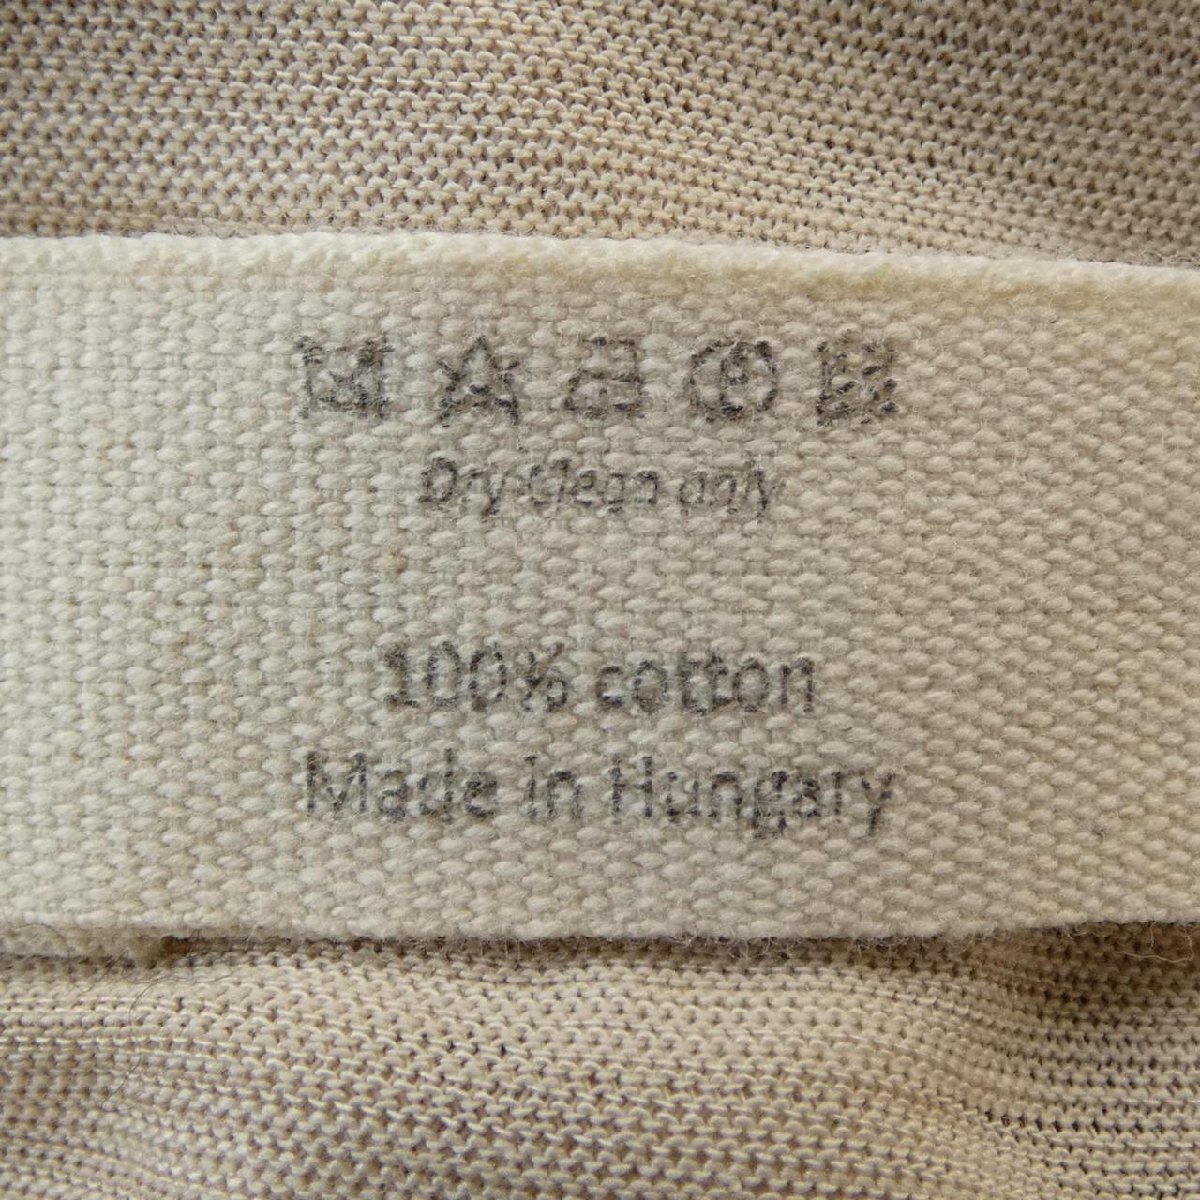 Dry Clean only
100% cotton
Made in Hungary